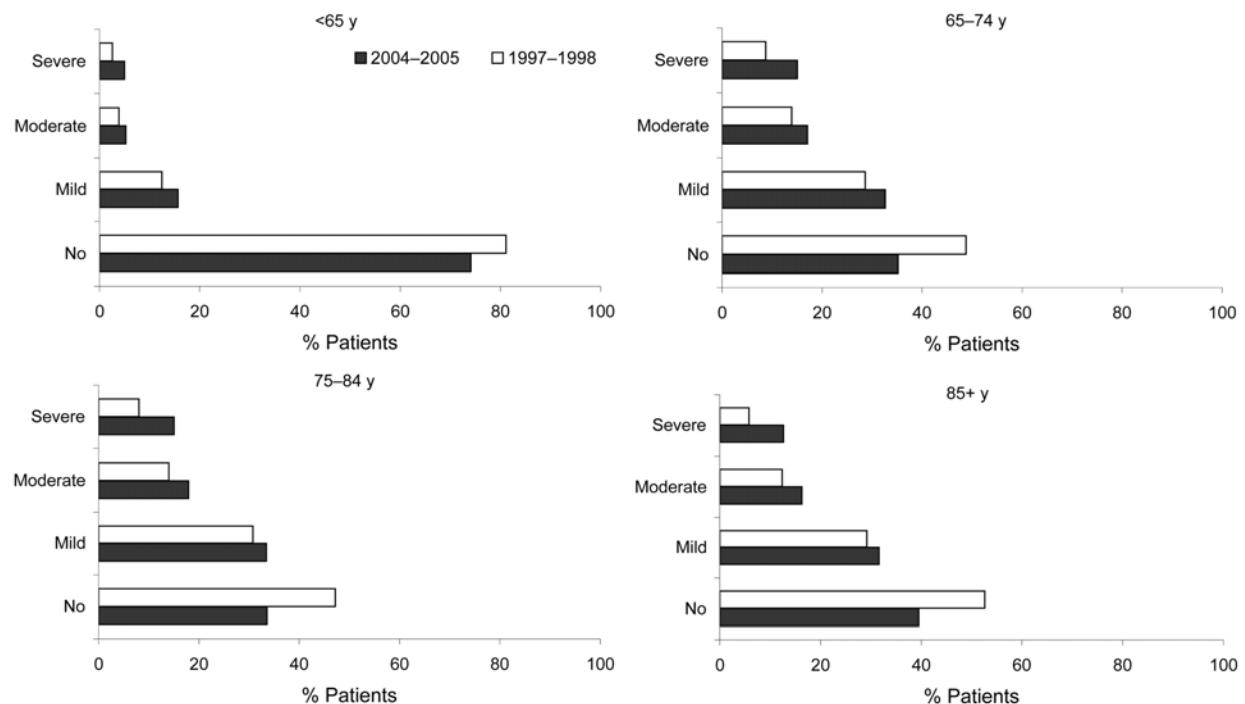 <65 y
2004–2005 1997–1998
Severe
Moderate
Mild
No
0 20 40 60 80 100
% Patients
65–74 y
Severe
Moderate
Mild
No
0 20 40 60 80 100
% Patients
75–84 y
Severe
Moderate
Mild
No
0 20 40 60 80 100
% Patients
85+ y
Severe
Moderate
Mild
No
0 20 40 60 80 100
% Patients